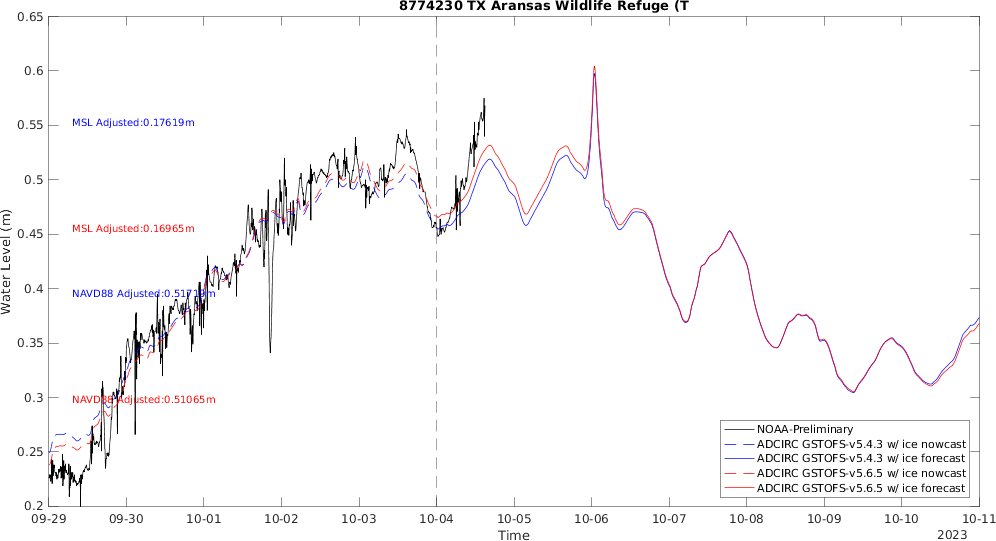 8774230 TX Aransas Wildlife Refuge (T
0.65
0.6
0.55
0.5
0.45
0.4
0.35
0.3
0.25
0.2
Water Level (m)
MSL Adjusted:0.17619m
MSL Adjusted:0.16965m
NAVD88 Adjusted:0.51719m
NAVD88 Adjusted:0.51065m
NOAA-Preliminary
ADCIRC GSTOFS-v5.4.3 w/ ice nowcast
ADCIRC GSTOFS-v5.4.3 w/ ice forecast
ADCIRC GSTOFS-v5.6.5 w/ ice nowcast
ADCIRC GSTOFS-v5.6.5 w/ ice forecast
09-29 09-30 10-01 10-02 10-03 10-04 10-05 10-06 10-07 10-08 10-09 10-10 10-11
Time
2023